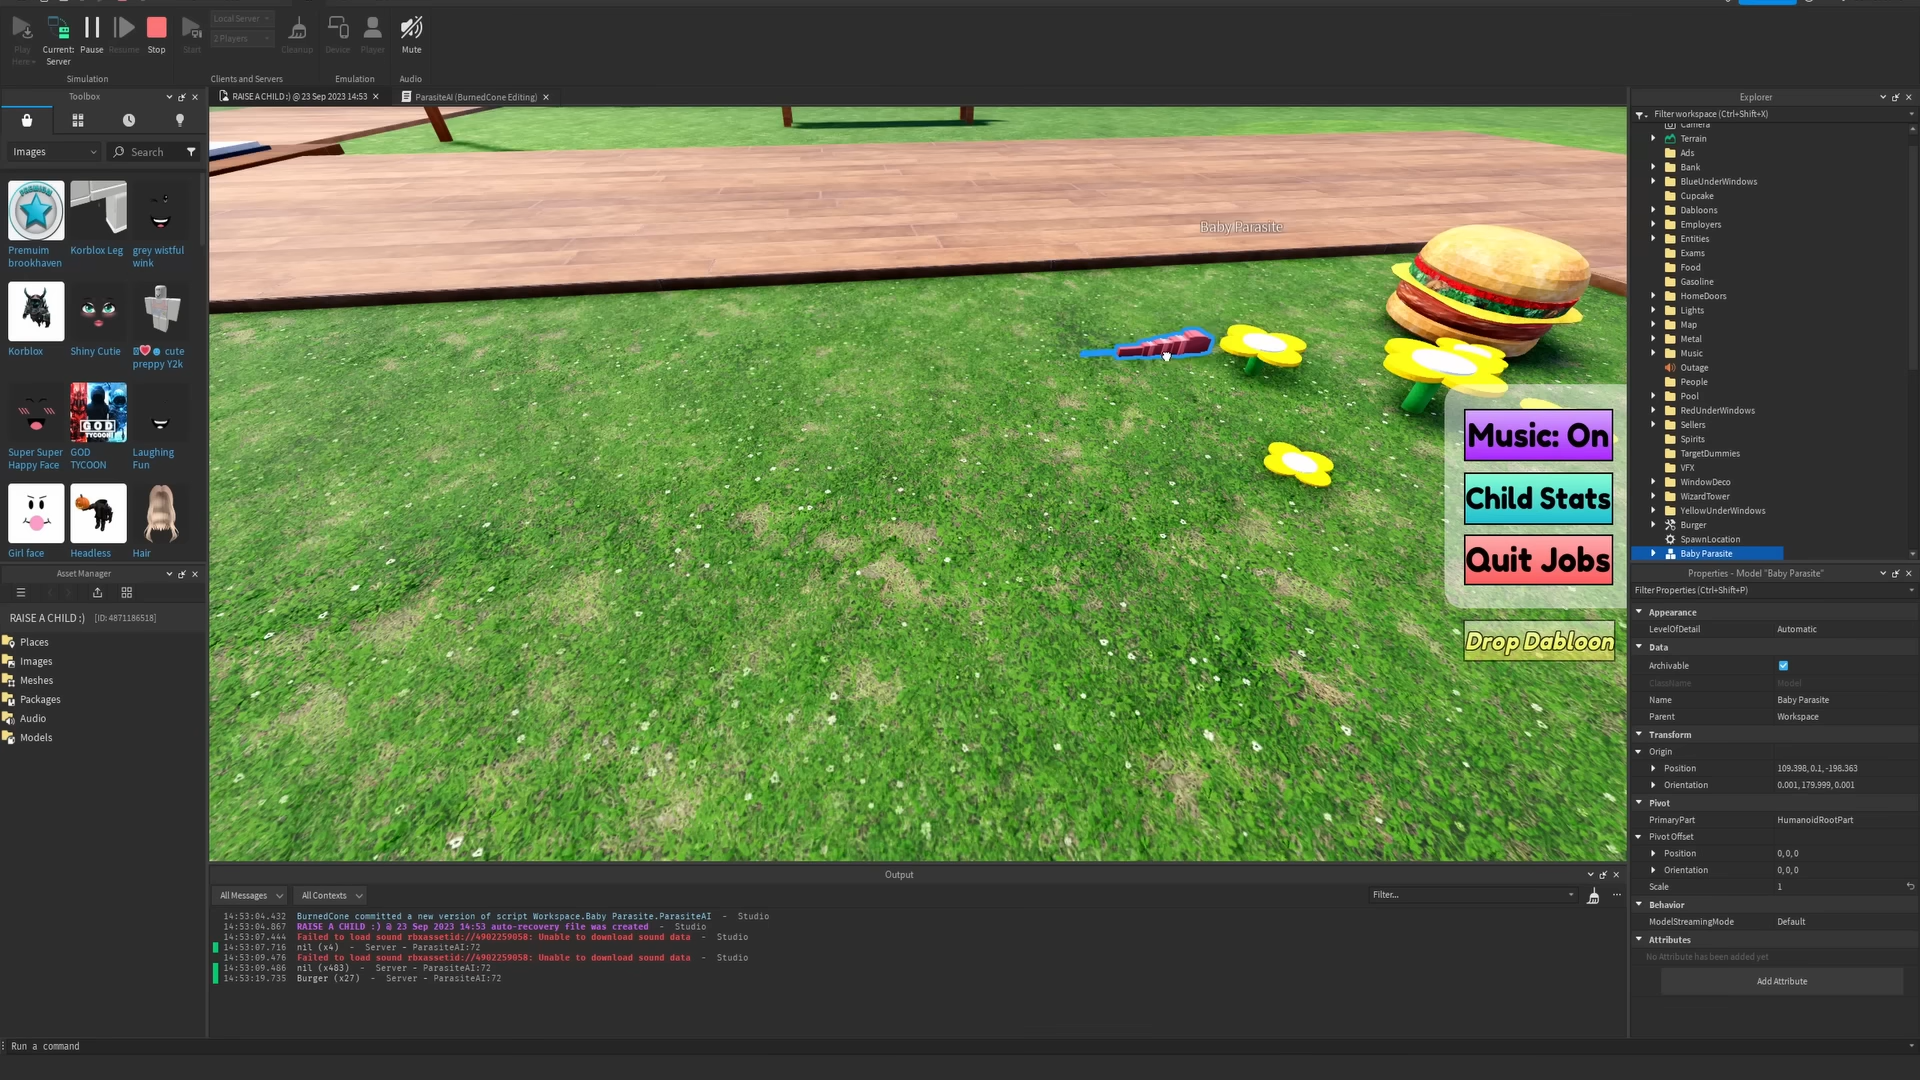 Play
Here
Current:
Server
Pause
Resume
Stop
Start
Local Server
2 Players
Cleanup
Device
Player
Mute
Simulation
Clients and Servers
Emulation
Audio
Toolbox
RAISE A CHILD :) @ 23 Sep 2023 14:53
ParasiteAI (BurnedCone Editing)
Explorer
Images
Search
Premuim
brookhaven
Korblox Leg
grey wistful
wink
Korblox
Shiny Cutie
cute
preppy Y2k
GOD
TYCOON
Super Super
Happy Face
GOD
TYCOON
Laughing
Fun
Girl face
Headless
Hair
Asset Manager
RAISE A CHILD :) [ID: 4871186518]
Places
Images
Meshes
Packages
Audio
Models
Baby Parasite
Music: On
Child Stats
Quit Jobs
Drop Dabloon
Filter workspace (Ctrl+Shift+X)
Camera
Terrain
Ads
Bank
BlueUnderWindows
Cupcake
Dabloons
Employers
Entities
Exams
Food
Gasoline
HomeDoors
Lights
Map
Metal
Music
Outage
People
Pool
RedUnderWindows
Sellers
Spirits
TargetDummies
VFX
WindowDeco
WizardTower
YellowUnderWindows
Burger
SpawnLocation
Baby Parasite
Properties - Model "Baby Parasite"
Filter Properties (Ctrl+Shift+P)
Appearance
LevelOfDetail Automatic
Data
Archivable
ClassName Model
Name Baby Parasite
Parent Workspace
Transform
Origin
Position 109.398, 0.1, -198.363
Orientation 0.001, 179.999, 0.001
Pivot
PrimaryPart HumanoidRootPart
Pivot Offset
Position 0, 0, 0
Orientation 0, 0, 0
Scale 1
Behavior
ModelStreamingMode Default
Attributes
No Attribute has been added yet
Add Attribute
Output
All Messages
All Contexts
Filter...
14:53:04.432 BurnedCone committed a new version of script Workspace.Baby Parasite.ParasiteAI - Studio
14:53:04.867 RAISE A CHILD :) @ 23 Sep 2023 14:53 auto-recovery file was created - Studio
14:53:07.444 Failed to load sound rbxassetid://4902259058: Unable to download sound data - Studio
14:53:07.716 nil (x4) - Server - ParasiteAI:72
14:53:09.476 Failed to load sound rbxassetid://4902259058: Unable to download sound data - Studio
14:53:09.486 nil (x483) - Server - ParasiteAI:72
14:53:19.735 Burger (x27) - Server - ParasiteAI:72
Run a command